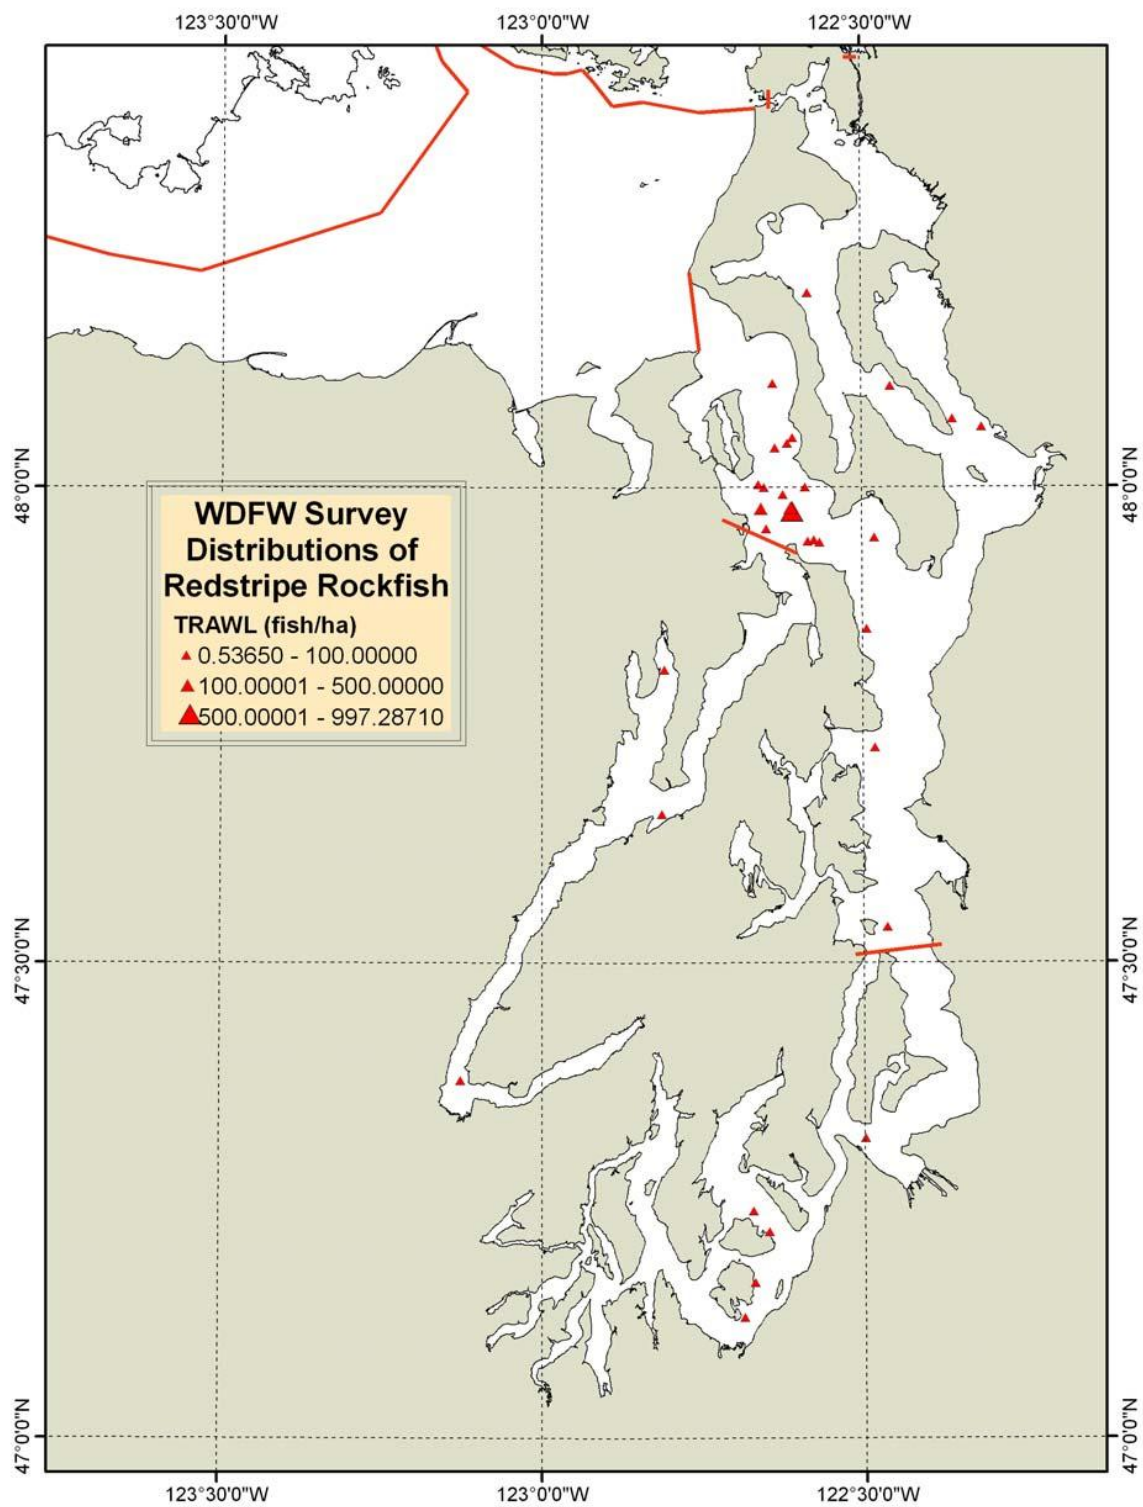 123°30'0"W 123°0'0"W 122°30'0"W
48°0'0"N 48°0'0"N
WDFW Survey
Distributions of
Redstripe Rockfish
TRAWL (fish/ha)
0.53650 - 100.00000
100.00001 - 500.00000
500.00001 - 997.28710
47°30'0"N 47°30'0"N
47°0'0"N 47°0'0"N
123°30'0"W 123°0'0"W 122°30'0"W